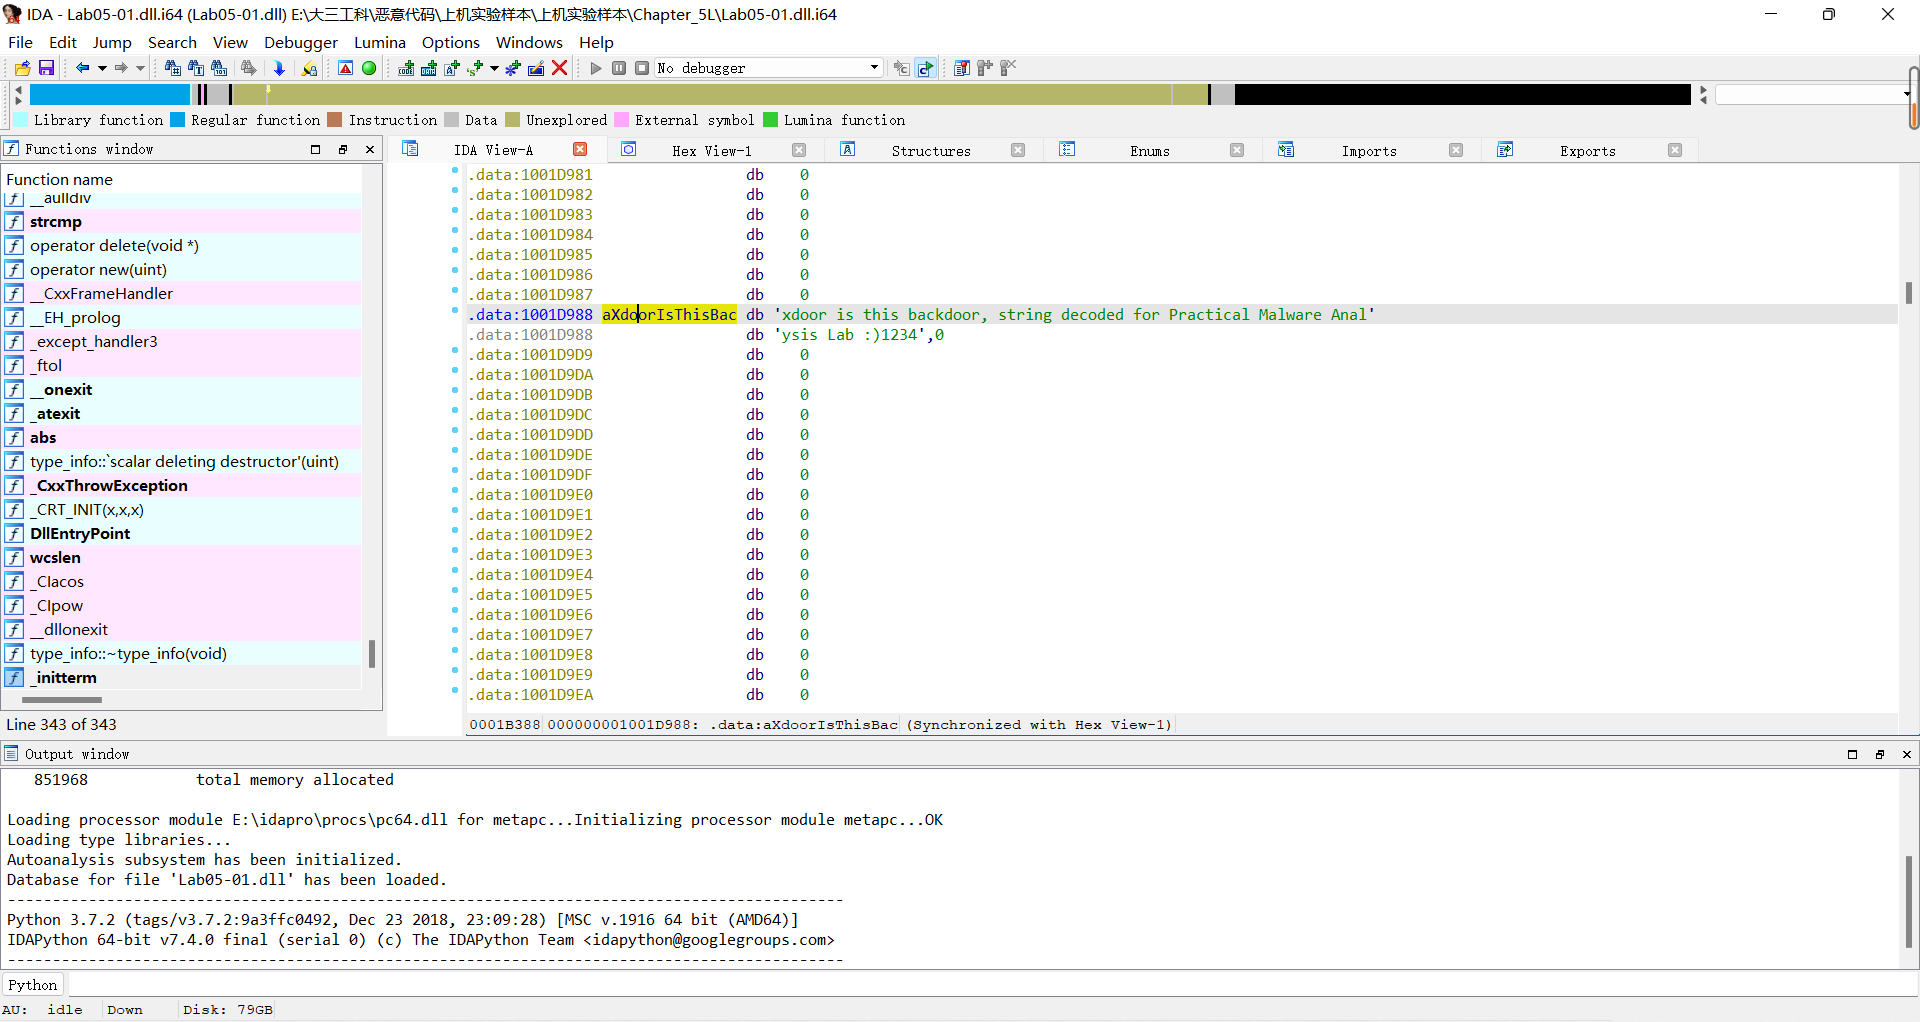 IDA - Lab05-01.dll.i64 (Lab05-01.dll) E:\大三工科\恶意代码\上机实验样本\上机实验样本\Chapter_5L\Lab05-01.dll.i64
File Edit Jump Search View Debugger Lumina Options Windows Help
No debugger
Library function Regular function Instruction Data Unexplored External symbol Lumina function
Functions window
IDA View-A Hex View-1 Structures Enums Imports Exports
Function name
__aulldiv
strcmp
operator delete(void *)
operator new(uint)
__CxxFrameHandler
__EH_prolog
_except_handler3
_ftol
__onexit
_atexit
abs
type_info::`scalar deleting destructor'(uint)
_CxxThrowException
_CRT_INIT(x,x,x)
DllEntryPoint
wcslen
_CIacos
_CIpow
__dllonexit
type_info::~type_info(void)
_initterm
Line 343 of 343
.data:1001D981 db 0
.data:1001D982 db 0
.data:1001D983 db 0
.data:1001D984 db 0
.data:1001D985 db 0
.data:1001D986 db 0
.data:1001D987 db 0
.data:1001D988 aXdoorIsThisBac db 'xdoor is this backdoor, string decoded for Practical Malware Anal'
.data:1001D988 db 'ysis Lab :)1234',0
.data:1001D9D9 db 0
.data:1001D9DA db 0
.data:1001D9DB db 0
.data:1001D9DC db 0
.data:1001D9DD db 0
.data:1001D9DE db 0
.data:1001D9DF db 0
.data:1001D9E0 db 0
.data:1001D9E1 db 0
.data:1001D9E2 db 0
.data:1001D9E3 db 0
.data:1001D9E4 db 0
.data:1001D9E5 db 0
.data:1001D9E6 db 0
.data:1001D9E7 db 0
.data:1001D9E8 db 0
.data:1001D9E9 db 0
.data:1001D9EA db 0
0001B388 000000001001D988: .data:aXdoorIsThisBac (Synchronized with Hex View-1)
Output window
851968 total memory allocated
Loading processor module E:\idapro\procs\pc64.dll for metapc...Initializing processor module metapc...OK
Loading type libraries...
Autoanalysis subsystem has been initialized.
Database for file 'Lab05-01.dll' has been loaded.
---------------------------------------------------------------------------------------------
Python 3.7.2 (tags/v3.7.2:9a3ffc0492, Dec 23 2018, 23:09:28) [MSC v.1916 64 bit (AMD64)]
IDAPython 64-bit v7.4.0 final (serial 0) (c) The IDAPython Team <idapython@googlegroups.com>
---------------------------------------------------------------------------------------------
Python
AU: idle Down Disk: 79GB